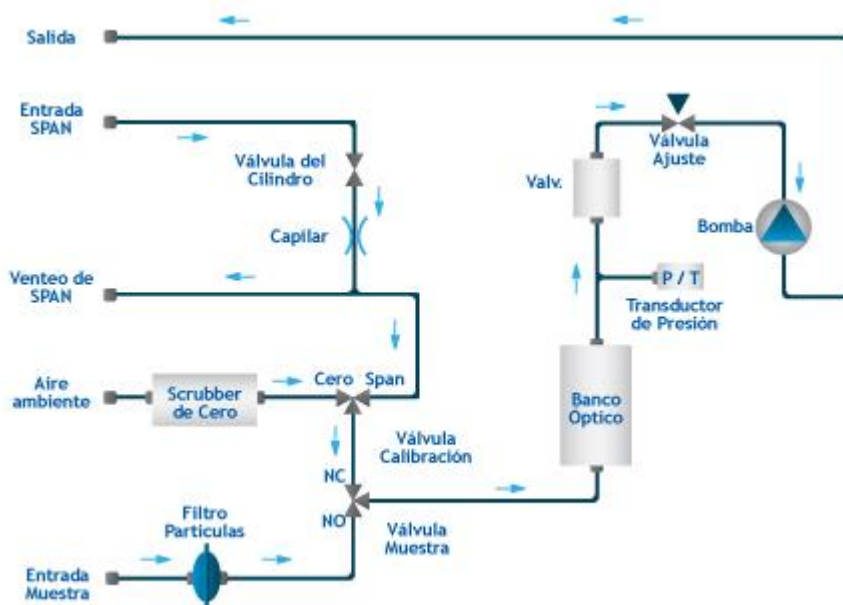 Salida
Entrada
SPAN
Válvula del
Cilindro
Capilar
Venteo de
SPAN
Aire
ambiente
Scrubber
de Cero
Cero Span
Válvula
Calibración
NC
NO
Válvula
Muestra
Filtro
Particulas
Entrada
Muestra
Válvula
Ajuste
Valv.
Bomba
P / T
Transductor
de Presión
Banco
Optico